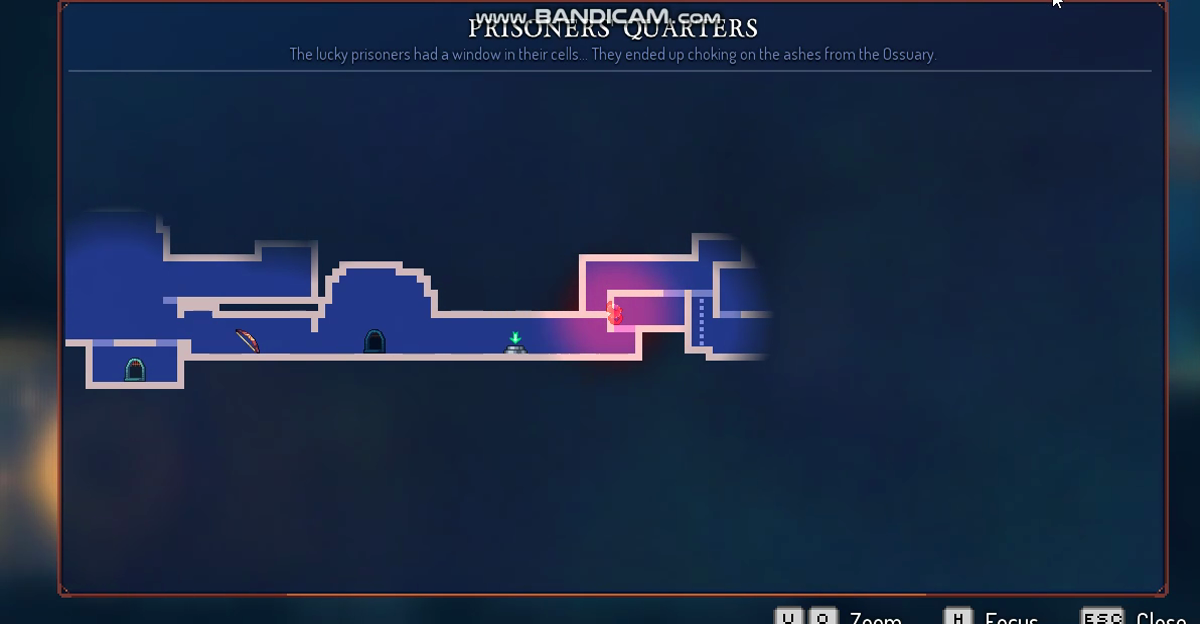 www.BANDICAM.com
PRISONERS' QUARTERS
The lucky prisoners had a window in their cells... They ended up choking on the ashes from the Ossuary.
Zoom H Focus ESC Close